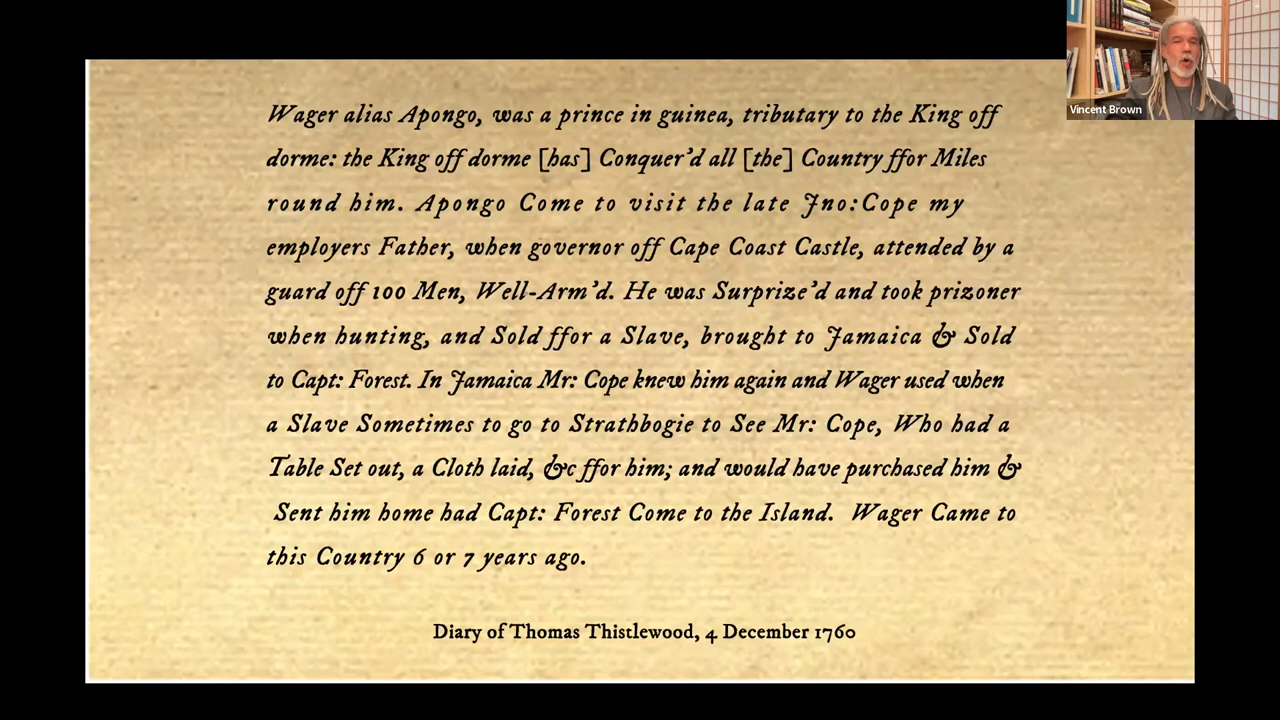 Vincent Brown
Wager alias Apongo, was a prince in guinea, tributary to the King off
dorme: the King off dorme [has] Conquer'd all [the] Country ffor Miles
round him. Apongo Come to visit the late Jno:Cope my
employers Father, when governor off Cape Coast Castle, attended by a
guard off 100 Men, Well-Arm'd. He was Surprize'd and took prizoner
when hunting, and Sold ffor a Slave, brought to Jamaica & Sold
to Capt: Forest. In Jamaica Mr: Cope knew him again and Wager used when
a Slave Sometimes to go to Strathbogie to See Mr: Cope, Who had a
Table Set out, a Cloth laid, &c ffor him; and would have purchased him &
Sent him home had Capt: Forest Come to the Island. Wager Came to
this Country 6 or 7 years ago.
Diary of Thomas Thistlewood, 4 December 1760